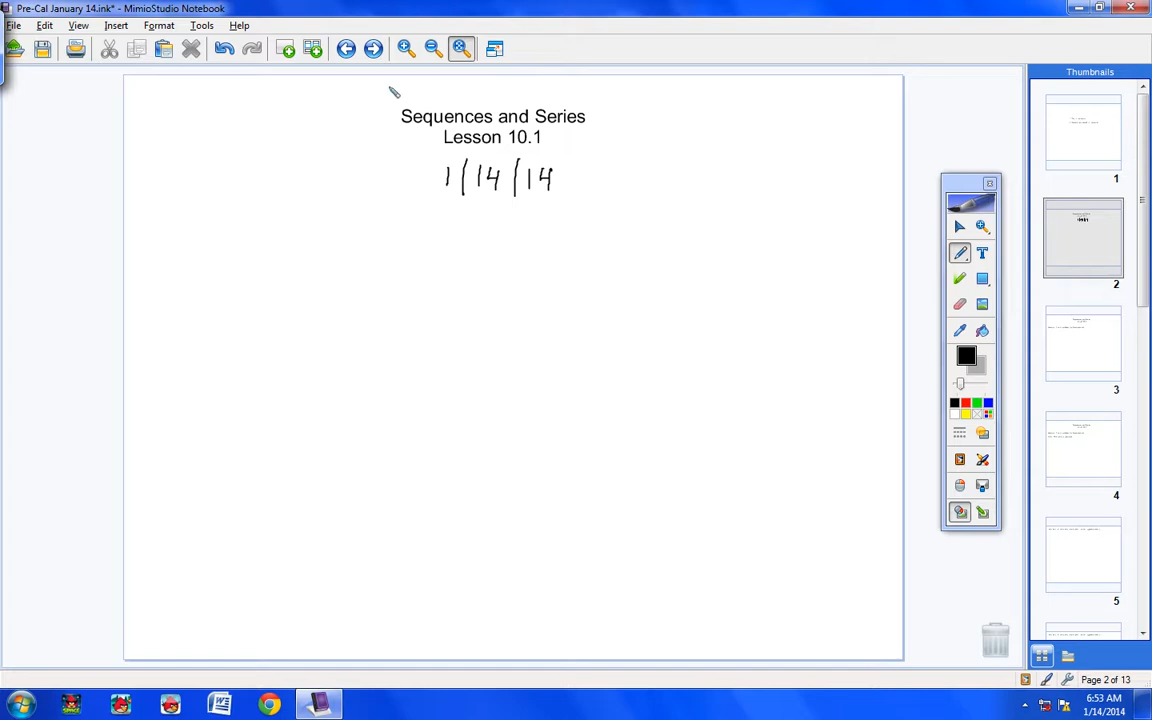 Pre-Cal January 14.ink* - MimioStudio Notebook
File Edit View Insert Format Tools Help
Sequences and Series
Lesson 10.1
1/14/14
Thumbnails
1
2
3
4
5
T
Page 2 of 13
6:53 AM
1/14/2014